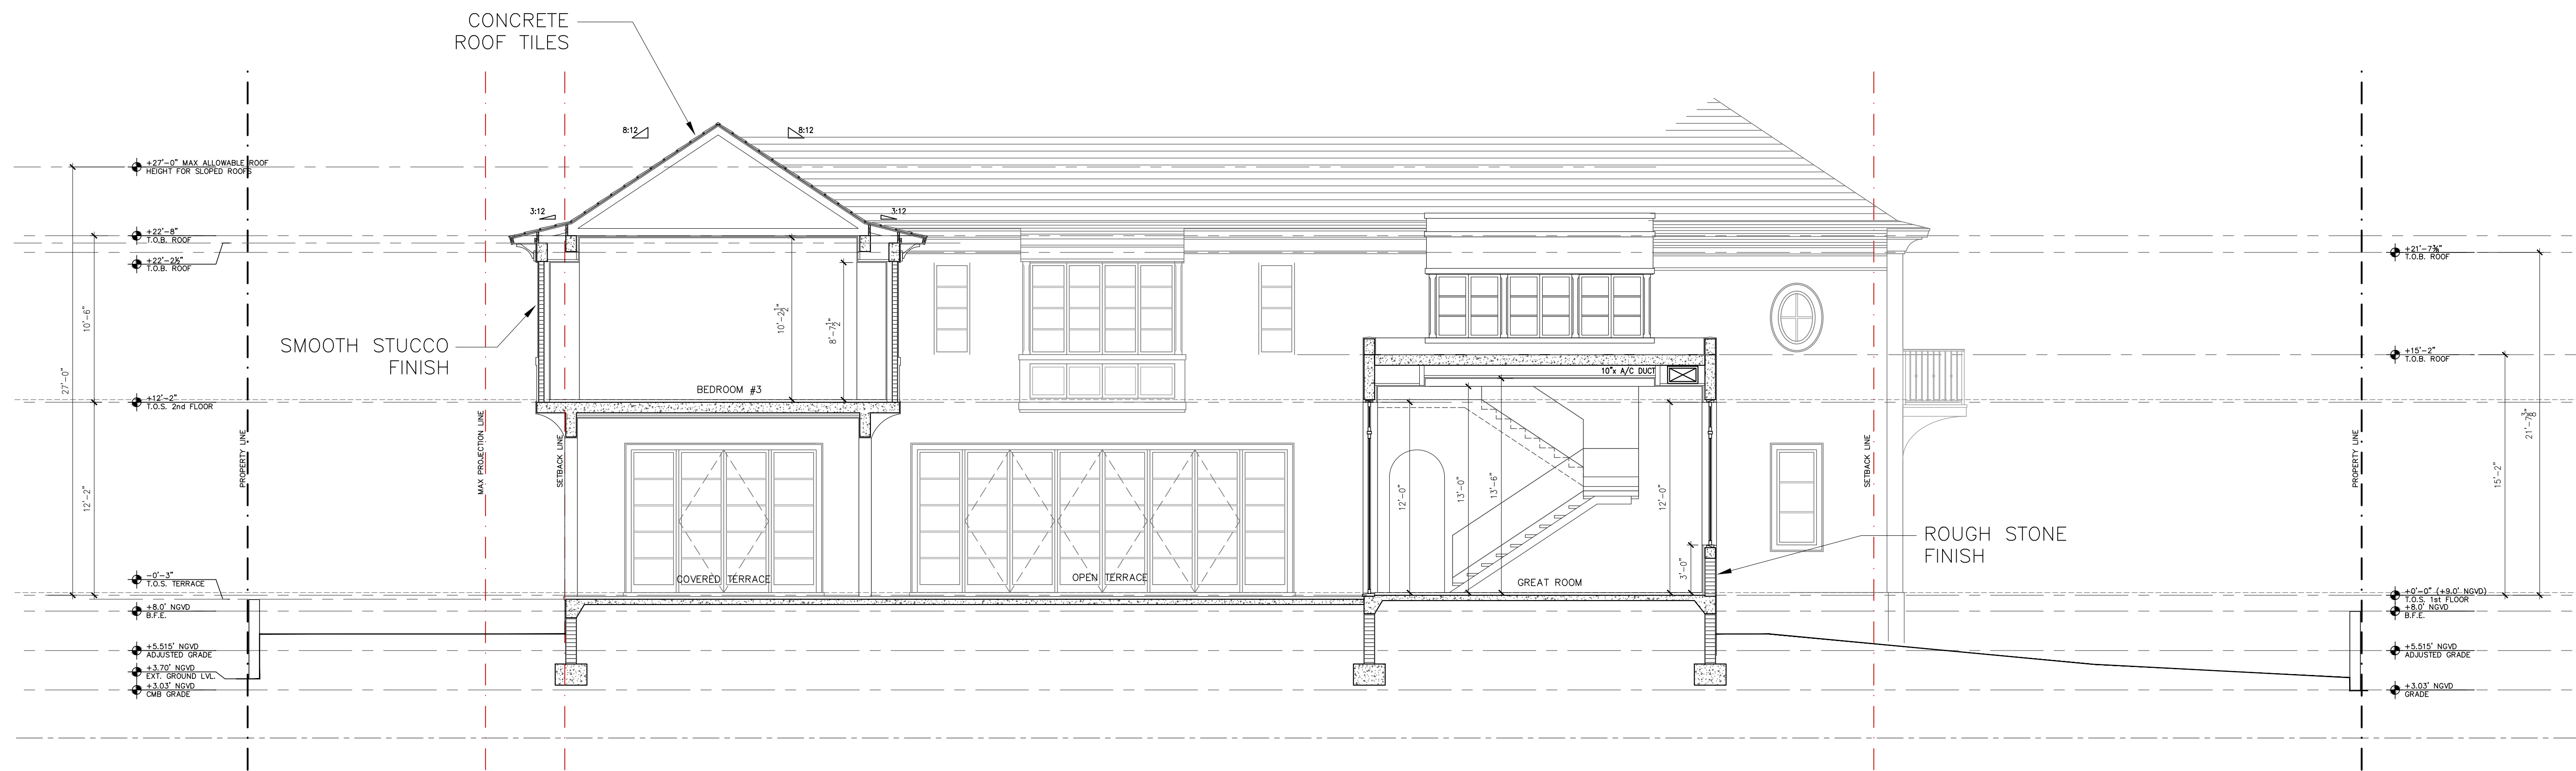 CONCRETE
ROOF TILES
8:12
8:12
+27'-0" MAX ALLOWABLE ROOF
HEIGHT FOR SLOPED ROOFS
3:12
3:12
+22'-8"
T.O.B. ROOF
+22'-2½"
T.O.B. ROOF
+21'-7⅜"
T.O.B. ROOF
10'-6"
27'-0"
10'-2½"
8'-7½"
SMOOTH STUCCO
FINISH
+15'-2"
T.O.B. ROOF
10"x A/C DUCT
BEDROOM #3
+12'-2"
T.O.S. 2nd FLOOR
21'-7⅜"
PROPERTY LINE
MAX PROJECTION LINE
SETBACK LINE
SETBACK LINE
PROPERTY LINE
12'-2"
12'-0"
13'-0"
13'-6"
12'-0"
15'-2"
ROUGH STONE
FINISH
3'-0"
COVERED TERRACE
OPEN TERRACE
GREAT ROOM
-0'-3"
T.O.S. TERRACE
+0'-0" (+9.0' NGVD)
T.O.S. 1st FLOOR
+8.0' NGVD
B.F.E.
+8.0' NGVD
B.F.E.
+5.515' NGVD
ADJUSTED GRADE
+5.515' NGVD
ADJUSTED GRADE
+3.70' NGVD
EXT. GROUND LVL.
+3.03' NGVD
CMB GRADE
+3.03' NGVD
GRADE